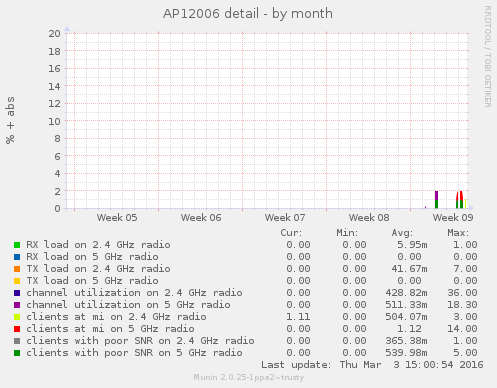 AP12006 detail - by month
RRDTOOL / TOBI OETIKER
% + abs
20
18
16
14
12
10
8
6
4
2
0
Week 05 Week 06 Week 07 Week 08 Week 09
Cur: Min: Avg: Max:
RX load on 2.4 GHz radio 0.00 0.00 5.95m 1.00
RX load on 5 GHz radio 0.00 0.00 0.00 0.00
TX load on 2.4 GHz radio 0.00 0.00 41.67m 7.00
TX load on 5 GHz radio 0.00 0.00 0.00 0.00
channel utilization on 2.4 GHz radio 0.00 0.00 428.82m 36.00
channel utilization on 5 GHz radio 0.00 0.00 511.33m 18.30
clients at mi on 2.4 GHz radio 1.11 0.00 504.07m 3.00
clients at mi on 5 GHz radio 0.00 0.00 1.12 14.00
clients with poor SNR on 2.4 GHz radio 0.00 0.00 365.38m 1.00
clients with poor SNR on 5 GHz radio 0.00 0.00 539.98m 5.00
Last update: Thu Mar 3 15:00:54 2016
Munin 2.0.25-1ppa2~trusty